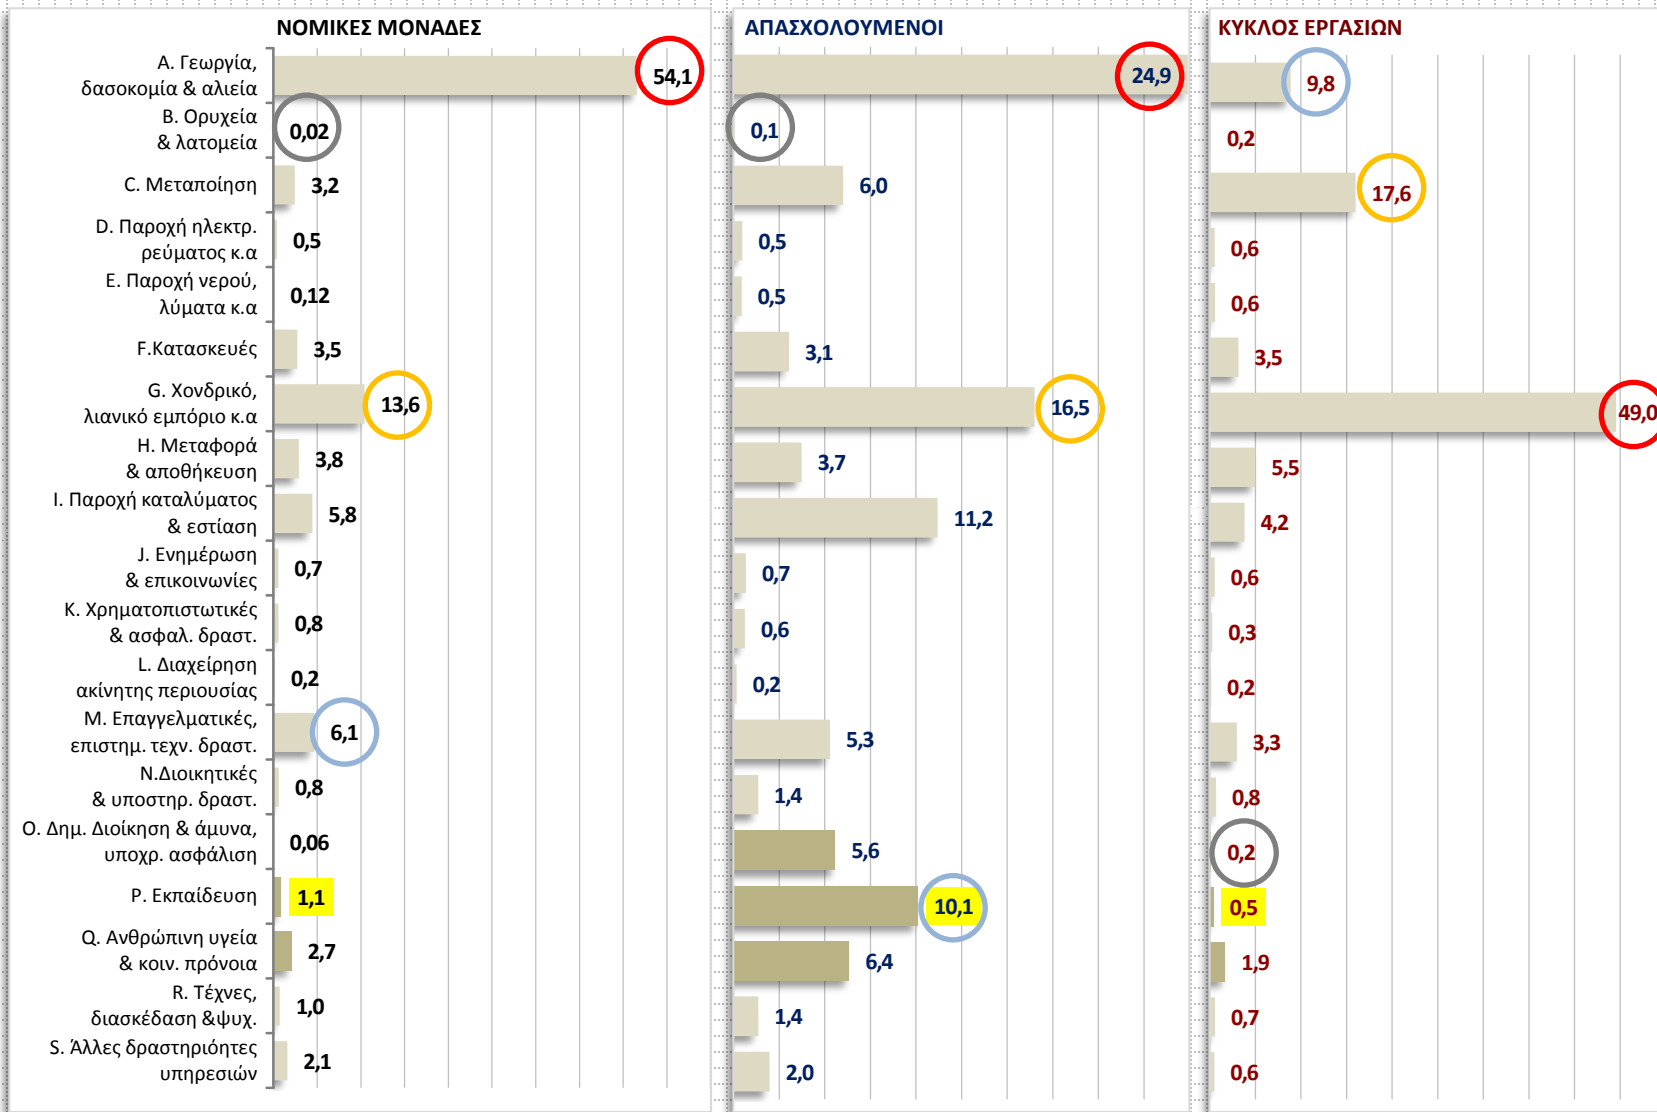 ΝΟΜΙΚΕΣ ΜΟΝΑΔΕΣ
ΑΠΑΣΧΟΛΟΥΜΕΝΟΙ
ΚΥΚΛΟΣ ΕΡΓΑΣΙΩΝ
A. Γεωργία,
δασοκομία & αλιεία
54,1
24,9
9,8
B. Ορυχεία
& λατομεία
0,02
0,1
0,2
C. Μεταποίηση
3,2
6,0
17,6
D. Παροχή ηλεκτρ.
ρεύματος κ.α
0,5
0,5
0,6
E. Παροχή νερού,
λύματα κ.α
0,12
0,5
0,6
F.Κατασκευές
3,5
3,1
3,5
G. Χονδρικό,
λιανικό εμπόριο κ.α
13,6
16,5
49,0
H. Μεταφορά
& αποθήκευση
3,8
3,7
5,5
I. Παροχή καταλύματος
& εστίαση
5,8
11,2
4,2
J. Ενημέρωση
& επικοινωνίες
0,7
0,7
0,6
K. Χρηματοπιστωτικές
& ασφαλ. δραστ.
0,8
0,6
0,3
L. Διαχείρηση
ακίνητης περιουσίας
0,2
0,2
0,2
M. Επαγγελματικές,
επιστημ. τεχν. δραστ.
6,1
5,3
3,3
N.Διοικητικές
& υποστηρ. δραστ.
0,8
1,4
0,8
O. Δημ. Διοίκηση & άμυνα,
υποχρ. ασφάλιση
0,06
5,6
0,2
P. Εκπαίδευση
1,1
10,1
0,5
Q. Ανθρώπινη υγεία
& κοιν. πρόνοια
2,7
6,4
1,9
R. Τέχνες,
διασκέδαση &ψυχ.
1,0
1,4
0,7
S. Άλλες δραστηριόητες
υπηρεσιών
2,1
2,0
0,6